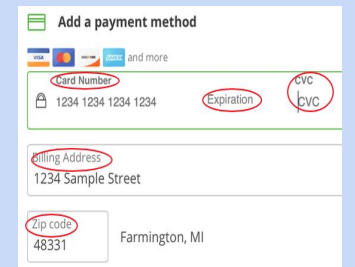 Add a payment method
VISA and more
Card Number CVC
1234 1234 1234 1234 Expiration CVC
Billing Address
1234 Sample Street
Zip code
48331 Farmington, MI